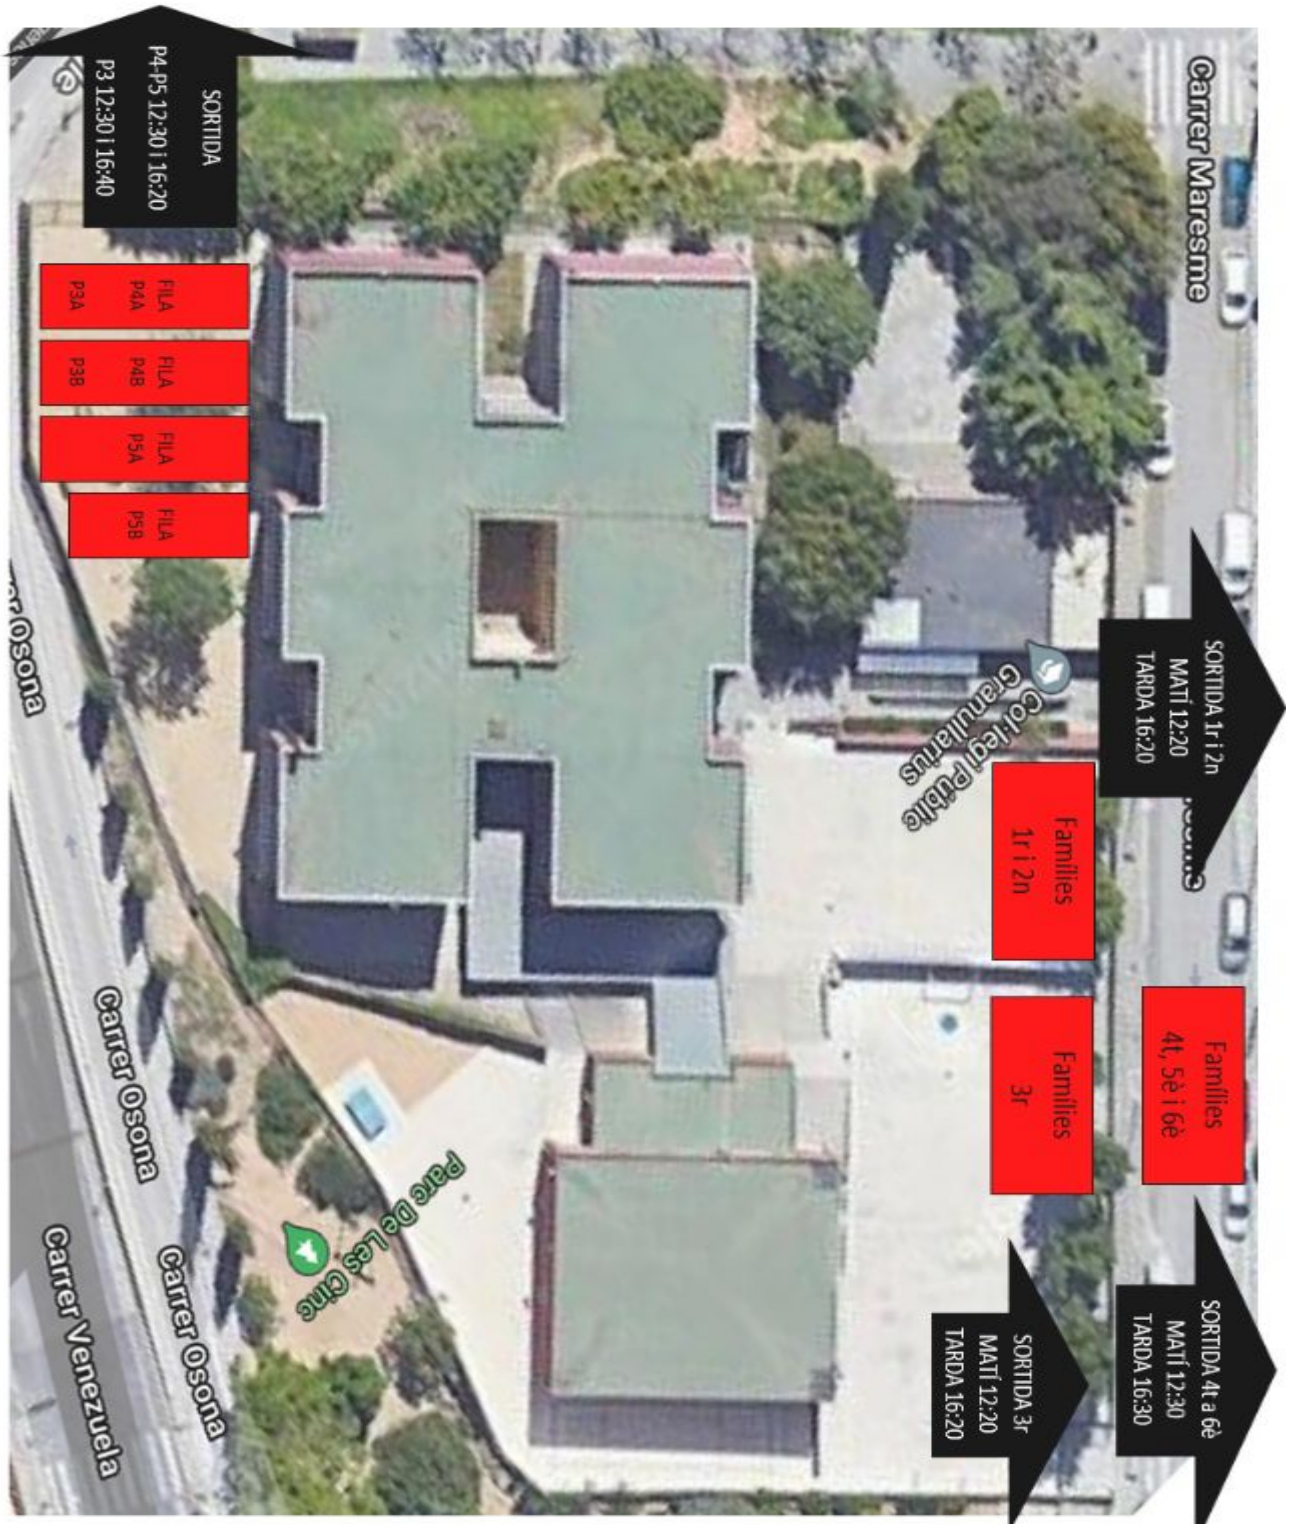 SORTIDA
P4-P5 12:30 i 16:20
P3 12:30 i 16:40
FILA
P4A
P3A
FILA
P4B
P3B
FILA
P5A
FILA
P5B
Carrer Maresme
SORTIDA 1r i 2n
MATÍ 12:20
TARDA 16:20
Col·legi Públic
Granullarius
Famílies
1r i 2n
Famílies
3r
Famílies
4t, 5è i 6è
SORTIDA 3r
MATÍ 12:20
TARDA 16:20
SORTIDA 4t a 6è
MATÍ 12:30
TARDA 16:30
Parc De Les Cinc
er Osona
Carrer Osona
Carrer Osona
Carrer Venezuela